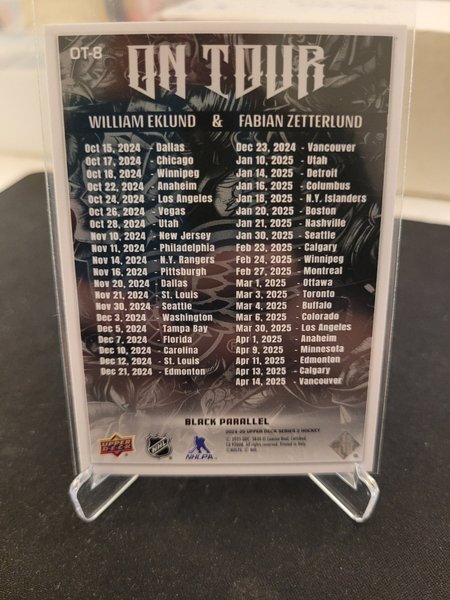 OT-8
ON TOUR
WILLIAM EKLUND & FABIAN ZETTERLUND
Oct 15, 2024 - Dallas
Oct 17, 2024 - Chicago
Oct 18, 2024 - Winnipeg
Oct 22, 2024 - Anaheim
Oct 24, 2024 - Los Angeles
Oct 26, 2024 - Vegas
Oct 28, 2024 - Utah
Nov 10, 2024 - New Jersey
Nov 11, 2024 - Philadelphia
Nov 14, 2024 - N.Y. Rangers
Nov 16, 2024 - Pittsburgh
Nov 20, 2024 - Dallas
Nov 21, 2024 - St. Louis
Nov 30, 2024 - Seattle
Dec 3, 2024 - Washington
Dec 5, 2024 - Tampa Bay
Dec 7, 2024 - Florida
Dec 10, 2024 - Carolina
Dec 12, 2024 - St. Louis
Dec 21, 2024 - Edmonton
Dec 23, 2024 - Vancouver
Jan 10, 2025 - Utah
Jan 14, 2025 - Detroit
Jan 16, 2025 - Columbus
Jan 18, 2025 - N.Y. Islanders
Jan 20, 2025 - Boston
Jan 21, 2025 - Nashville
Jan 30, 2025 - Seattle
Feb 23, 2025 - Calgary
Feb 24, 2025 - Winnipeg
Feb 27, 2025 - Montreal
Mar 1, 2025 - Ottawa
Mar 3, 2025 - Toronto
Mar 4, 2025 - Buffalo
Mar 6, 2025 - Colorado
Mar 30, 2025 - Los Angeles
Apr 1, 2025 - Anaheim
Apr 9, 2025 - Minnesota
Apr 11, 2025 - Edmonton
Apr 13, 2025 - Calgary
Apr 14, 2025 - Vancouver
BLACK PARALLEL
2024-25 UPPER DECK SERIES 2 HOCKEY
UPPER DECK
NHL
NHLPA